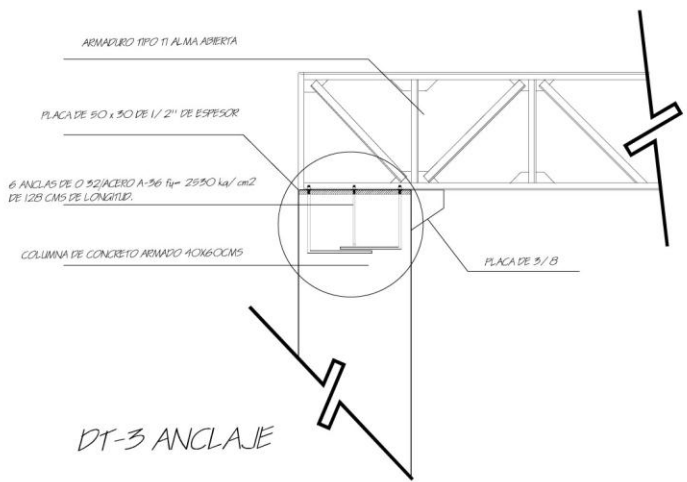 ARMADURO TIPO T1 ALMA ABIERTA
PLACA DE 50 x 30 DE 1/2" DE ESPESOR
6 ANCLAS DE O 32/ACERO A-36 fy= 2530 kg/cm2
DE 128 CMS DE LONGITUD.
COLUMNA DE CONCRETO ARMADO 40X60CMS
PLACA DE 3/8
DT-3 ANCLAJE